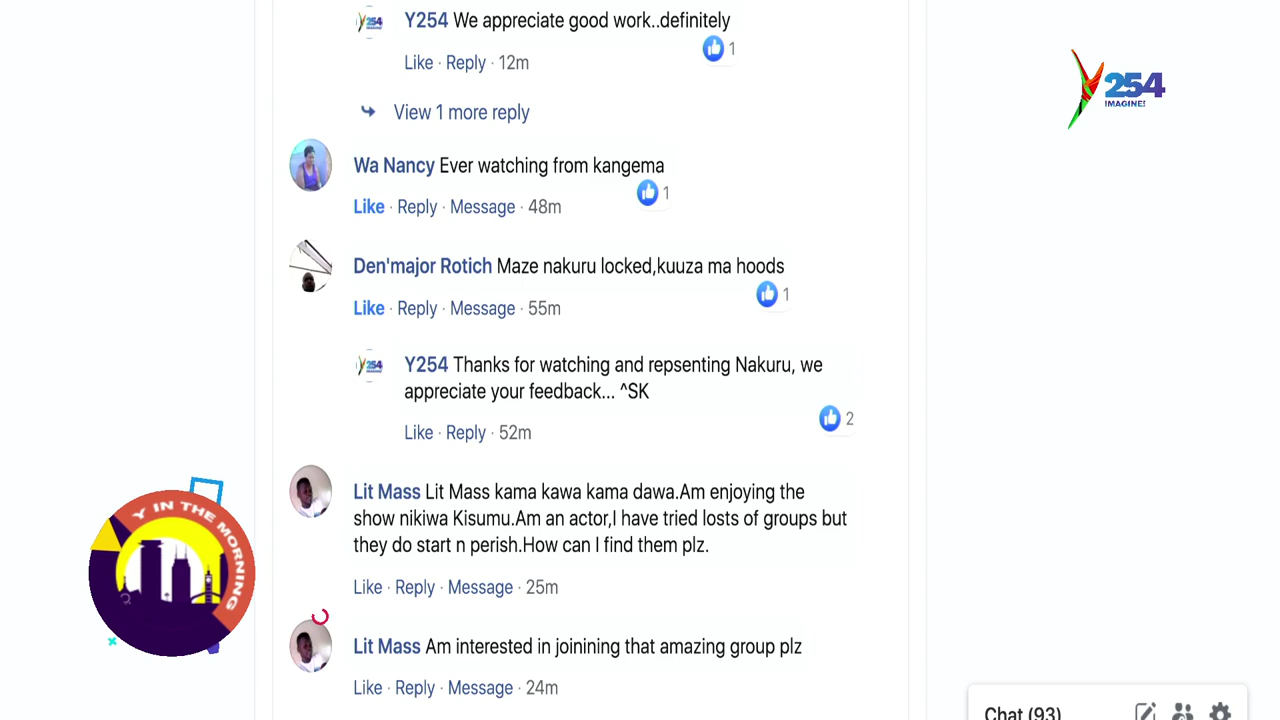 Y254 We appreciate good work..definitely
1
Like · Reply · 12m
254
IMAGINE!
View 1 more reply
Wa Nancy Ever watching from kangema
1
Like · Reply · Message · 48m
Den'major Rotich Maze nakuru locked,kuuza ma hoods
1
Like · Reply · Message · 55m
Y254 Thanks for watching and repsenting Nakuru, we
appreciate your feedback... ^SK
2
Like · Reply · 52m
Lit Mass Lit Mass kama kawa kama dawa.Am enjoying the
show nikiwa Kisumu.Am an actor,I have tried losts of groups but
they do start n perish.How can I find them plz.
Like · Reply · Message · 25m
Y IN THE MORNING
Lit Mass Am interested in joinining that amazing group plz
Like · Reply · Message · 24m
Chat (93)